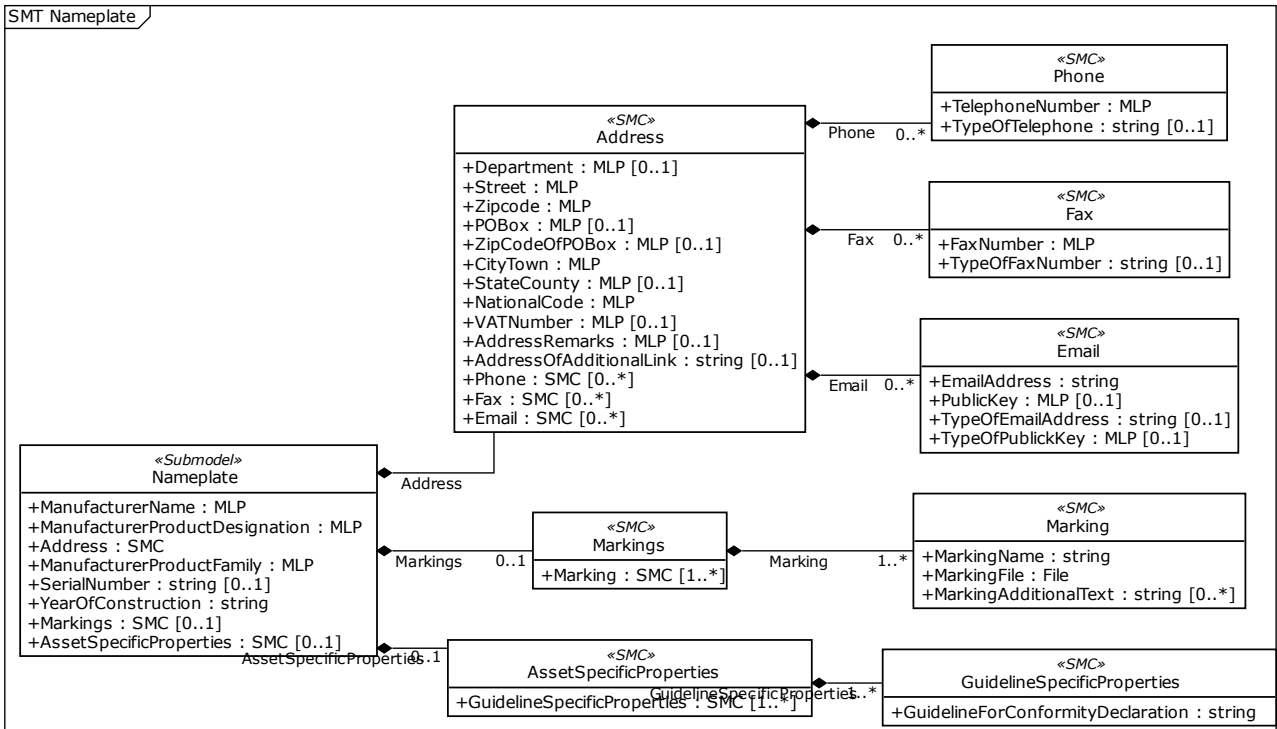 SMT Nameplate
«SMC»
Phone
+TelephoneNumber : MLP
+TypeOfTelephone : string [0..1]
«SMC»
Address
+Department : MLP [0..1]
+Street : MLP
+Zipcode : MLP
+POBox : MLP [0..1]
+ZipCodeOfPOBox : MLP [0..1]
+CityTown : MLP
+StateCounty : MLP [0..1]
+NationalCode : MLP
+VATNumber : MLP [0..1]
+AddressRemarks : MLP [0..1]
+AddressOfAdditionalLink : string [0..1]
+Phone : SMC [0..*]
+Fax : SMC [0..*]
+Email : SMC [0..*]
Phone 0..*
«SMC»
Fax
+FaxNumber : MLP
+TypeOfFaxNumber : string [0..1]
Fax 0..*
«SMC»
Email
+EmailAddress : string
+PublicKey : MLP [0..1]
+TypeOfEmailAddress : string [0..1]
+TypeOfPublickKey : MLP [0..1]
Email 0..*
«Submodel»
Nameplate
+ManufacturerName : MLP
+ManufacturerProductDesignation : MLP
+Address : SMC
+ManufacturerProductFamily : MLP
+SerialNumber : string [0..1]
+YearOfConstruction : string
+Markings : SMC [0..1]
+AssetSpecificProperties : SMC [0..1]
Address
Markings 0..1
«SMC»
Markings
+Marking : SMC [1..*]
Marking 1..*
«SMC»
Marking
+MarkingName : string
+MarkingFile : File
+MarkingAdditionalText : string [0..*]
AssetSpecificProperties 0..1
«SMC»
AssetSpecificProperties
+GuidelineSpecificProperties : SMC [1..*]
GuidelineSpecificProperties 1..*
«SMC»
GuidelineSpecificProperties
+GuidelineForConformityDeclaration : string